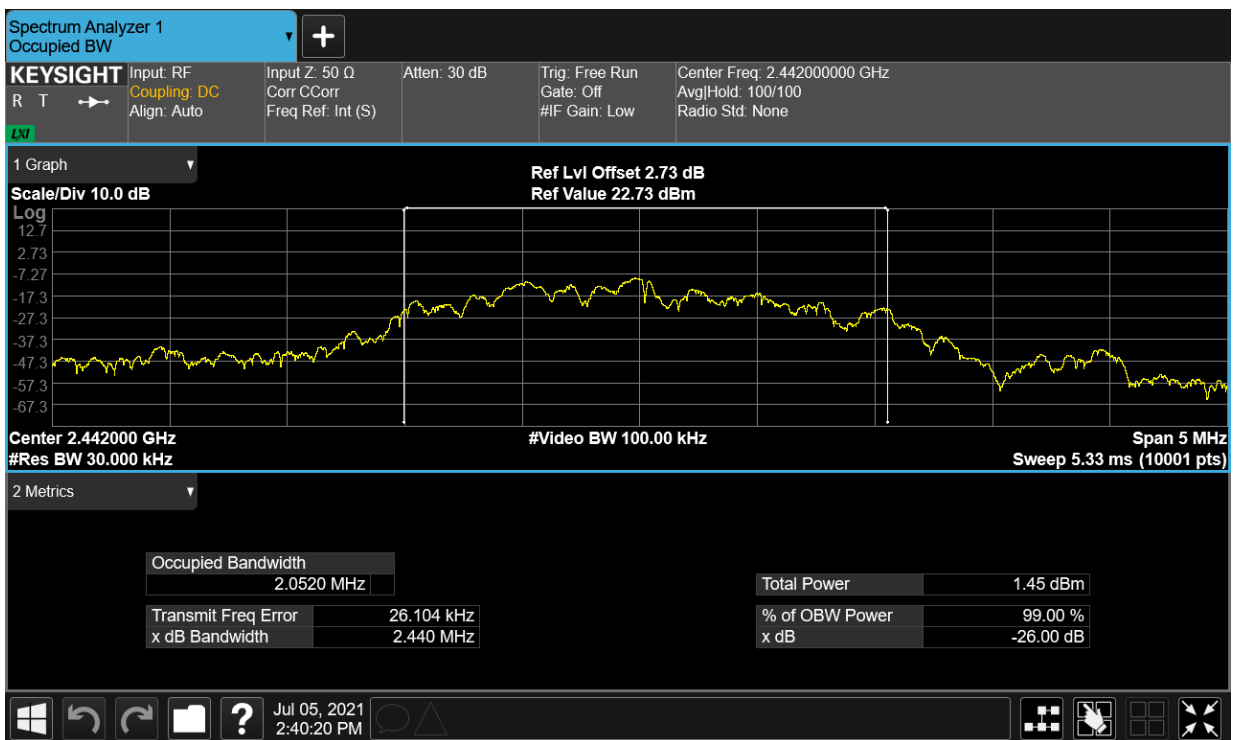 Spectrum Analyzer 1
Occupied BW
▼
+
KEYSIGHT
R T
LXI
Input: RF
Coupling: DC
Align: Auto
Input Z: 50 Ω
Corr CCorr
Freq Ref: Int (S)
Atten: 30 dB
Trig: Free Run
Gate: Off
#IF Gain: Low
Center Freq: 2.442000000 GHz
Avg|Hold: 100/100
Radio Std: None
1 Graph
▼
Scale/Div 10.0 dB
Ref Lvl Offset 2.73 dB
Ref Value 22.73 dBm
Log
12.7
2.73
-7.27
-17.3
-27.3
-37.3
-47.3
-57.3
-67.3
Center 2.442000 GHz
#Video BW 100.00 kHz
Span 5 MHz
#Res BW 30.000 kHz
Sweep 5.33 ms (10001 pts)
2 Metrics
▼
Occupied Bandwidth
2.0520 MHz
Total Power 1.45 dBm
Transmit Freq Error 26.104 kHz
% of OBW Power 99.00 %
x dB Bandwidth 2.440 MHz
x dB -26.00 dB
?
Jul 05, 2021
2:40:20 PM